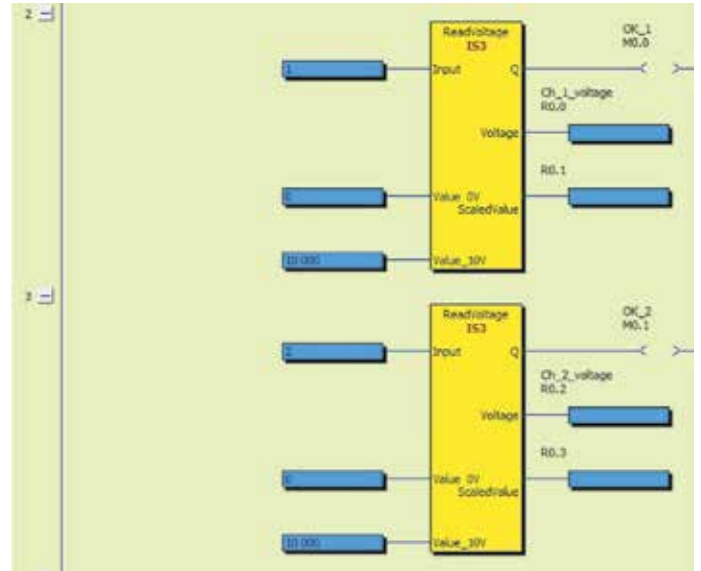 2
ReadVoltage
IS3
OK_1
M0.0
1
Input
Q
Ch_1_voltage
R0.0
Voltage
R0.1
0
Value_0V
ScaledValue
10.000
Value_10V
3
ReadVoltage
IS3
OK_2
M0.1
2
Input
Q
Ch_2_voltage
R0.2
Voltage
R0.3
0
Value_0V
ScaledValue
10.000
Value_10V